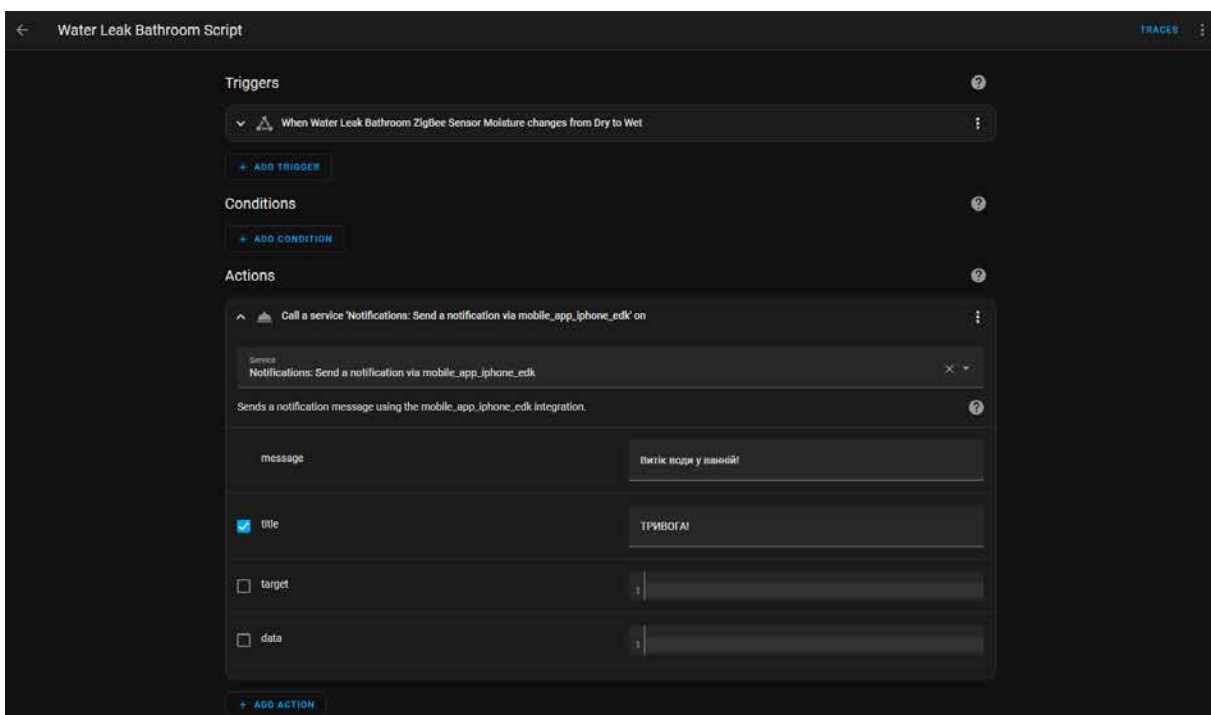 Water Leak Bathroom Script
TRACES
Triggers
When Water Leak Bathroom ZigBee Sensor Moisture changes from Dry to Wet
+ ADD TRIGGER
Conditions
+ ADD CONDITION
Actions
Call a service 'Notifications: Send a notification via mobile_app_iphone_edk' on
Service
Notifications: Send a notification via mobile_app_iphone_edk
Sends a notification message using the mobile_app_iphone_edk integration.
message
Витік води у ванній!
title
ТРИВОГА!
target
1
data
1
+ ADD ACTION